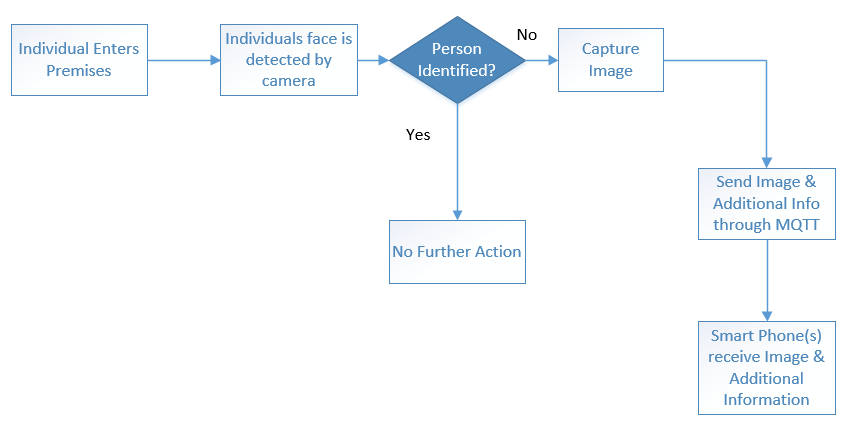 Individual Enters
Premises
Individuals face is
detected by
camera
Person
Identified?
No
Capture
Image
Yes
No Further Action
Send Image &
Additional Info
through MQTT
Smart Phone(s)
receive Image &
Additional
Information